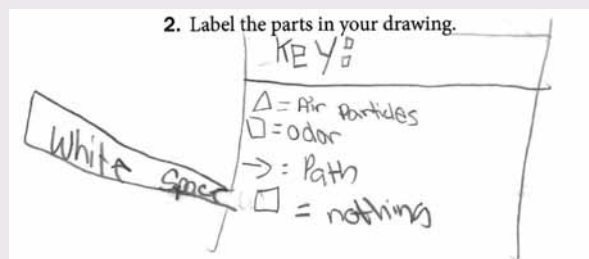 2. Label the parts in your drawing.
KEY:
△ = Air Particles
□ = odor
→ = Path
White Space □ = nothing